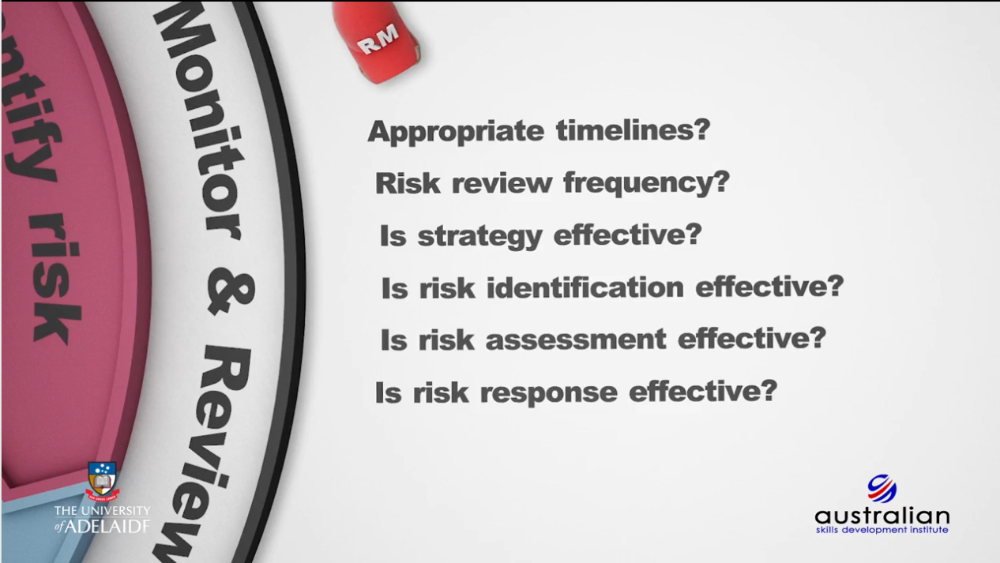 ntify risk
Monitor & Review
RM
Appropriate timelines?
Risk review frequency?
Is strategy effective?
Is risk identification effective?
Is risk assessment effective?
Is risk response effective?
THE UNIVERSITY
of ADELAIDE
australian
skills development institute